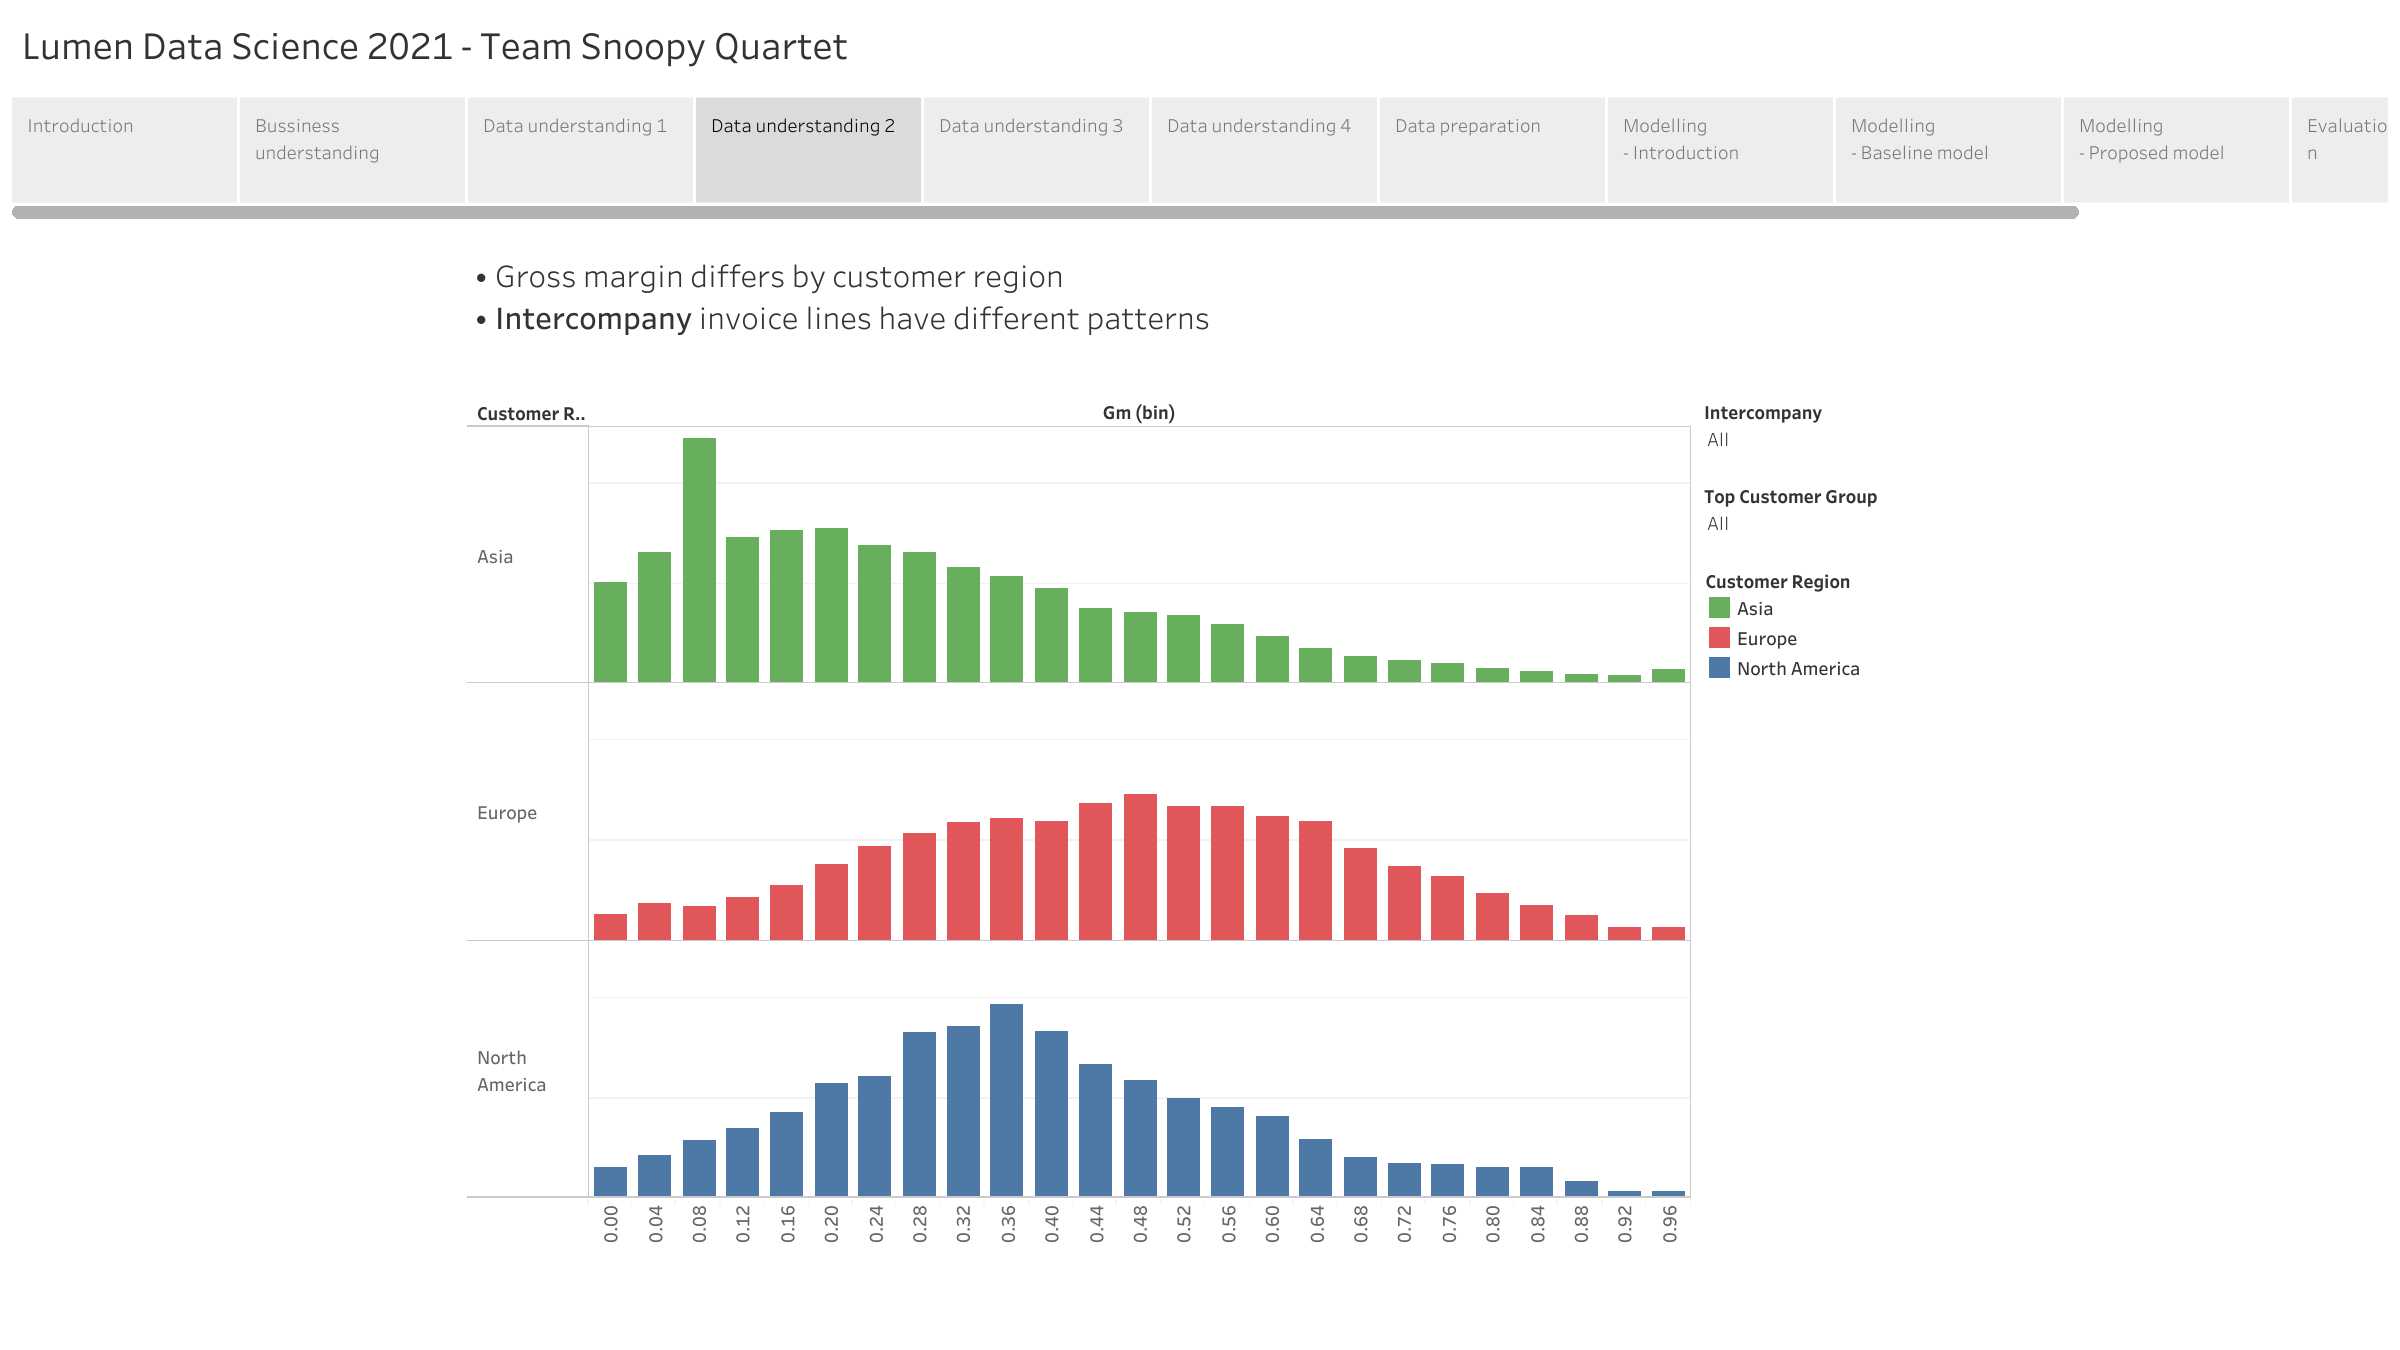 Lumen Data Science 2021 - Team Snoopy Quartet
Introduction
Bussiness
understanding
Data understanding 1
Data understanding 2
Data understanding 3
Data understanding 4
Data preparation
Modelling
- Introduction
Modelling
- Baseline model
Modelling
- Proposed model
Evaluatio
n
• Gross margin differs by customer region
• Intercompany invoice lines have different patterns
Customer R..
Gm (bin)
Asia
Europe
North
America
0.00
0.04
0.08
0.12
0.16
0.20
0.24
0.28
0.32
0.36
0.40
0.44
0.48
0.52
0.56
0.60
0.64
0.68
0.72
0.76
0.80
0.84
0.88
0.92
0.96
Intercompany
All
Top Customer Group
All
Customer Region
Asia
Europe
North America